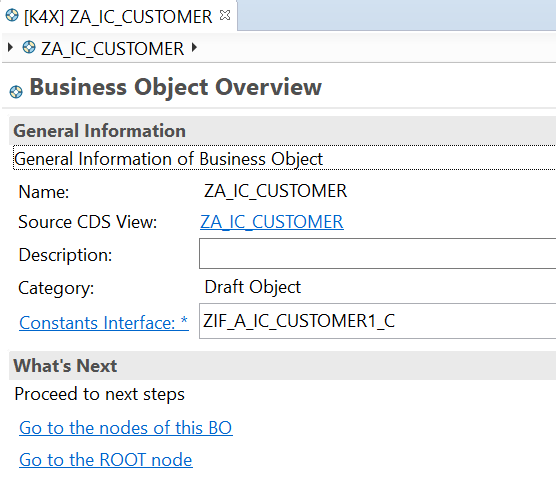 [K4X] ZA_IC_CUSTOMER
ZA_IC_CUSTOMER
Business Object Overview
General Information
General Information of Business Object
Name: ZA_IC_CUSTOMER
Source CDS View: ZA_IC_CUSTOMER
Description:
Category: Draft Object
Constants Interface: * ZIF_A_IC_CUSTOMER1_C
What's Next
Proceed to next steps
Go to the nodes of this BO
Go to the ROOT node